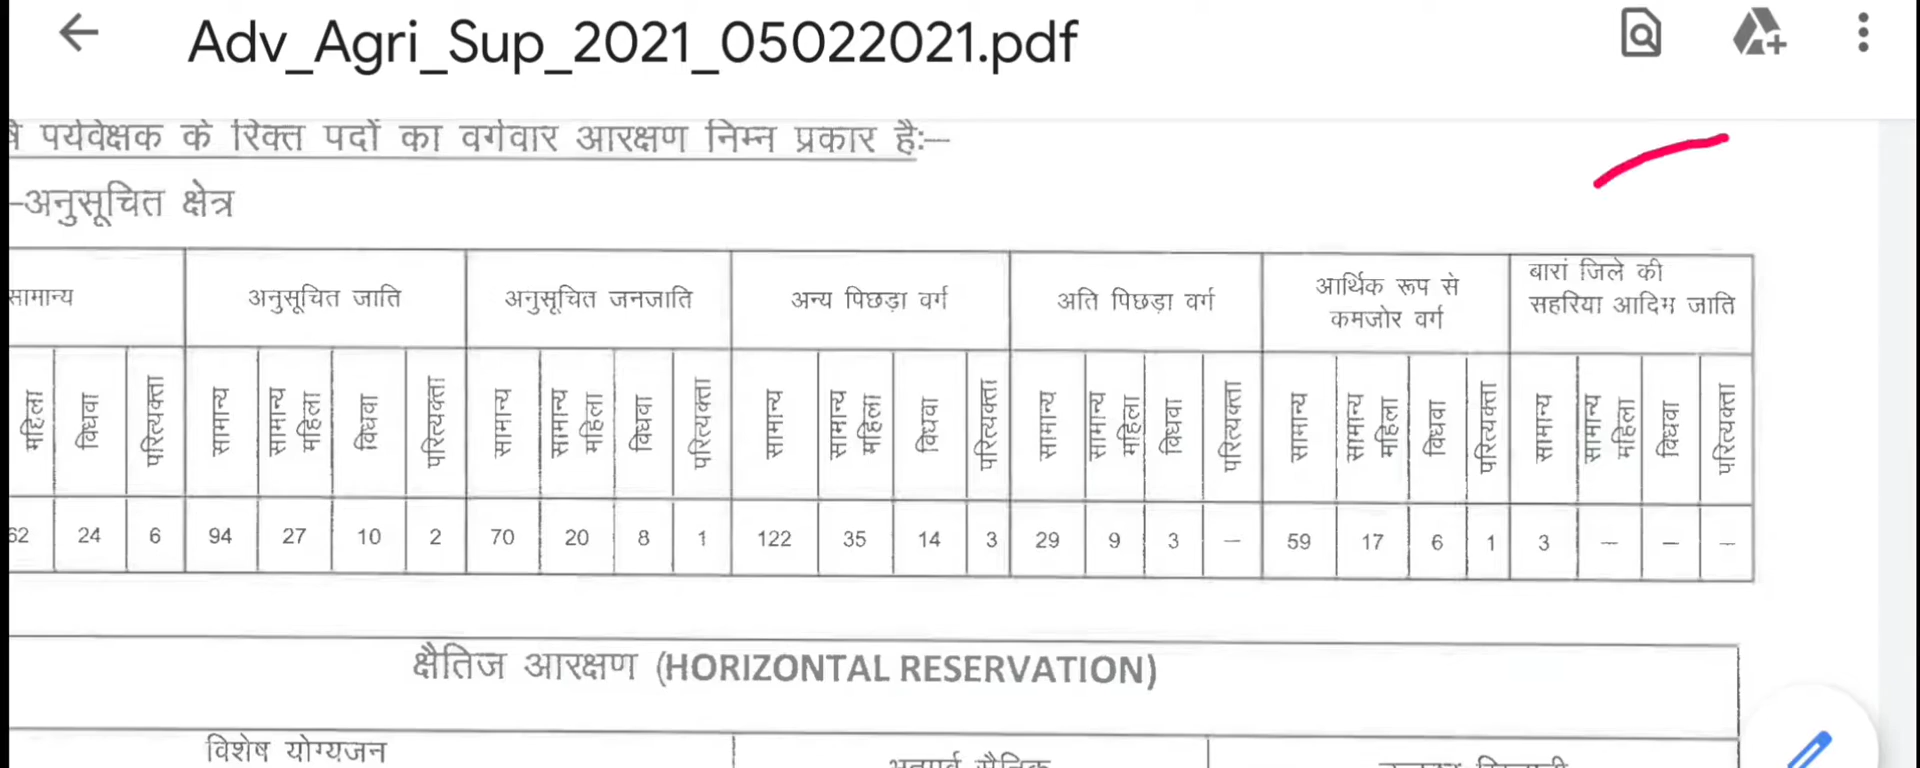 Adv_Agri_Sup_2021_05022021.pdf
पर्यवेक्षक के रिक्त पदों का वर्गवार आरक्षण निम्न प्रकार है:–
–अनुसूचित क्षेत्र
सामान्य अनुसूचित जाति अनुसूचित जनजाति अन्य पिछड़ा वर्ग अति पिछड़ा वर्ग आर्थिक रूप से कमजोर वर्ग बारां जिले की सहरिया आदिम जाति
महिला विधवा परित्यक्ता सामान्य सामान्य महिला विधवा परित्यक्ता सामान्य सामान्य महिला विधवा परित्यक्ता सामान्य सामान्य महिला विधवा परित्यक्ता सामान्य सामान्य महिला विधवा परित्यक्ता सामान्य सामान्य महिला विधवा परित्यक्ता सामान्य सामान्य महिला विधवा परित्यक्ता
62 24 6 94 27 10 2 70 20 8 1 122 35 14 3 29 9 3 — 59 17 6 1 3 — — —
क्षैतिज आरक्षण (HORIZONTAL RESERVATION)
विशेष योग्यजन